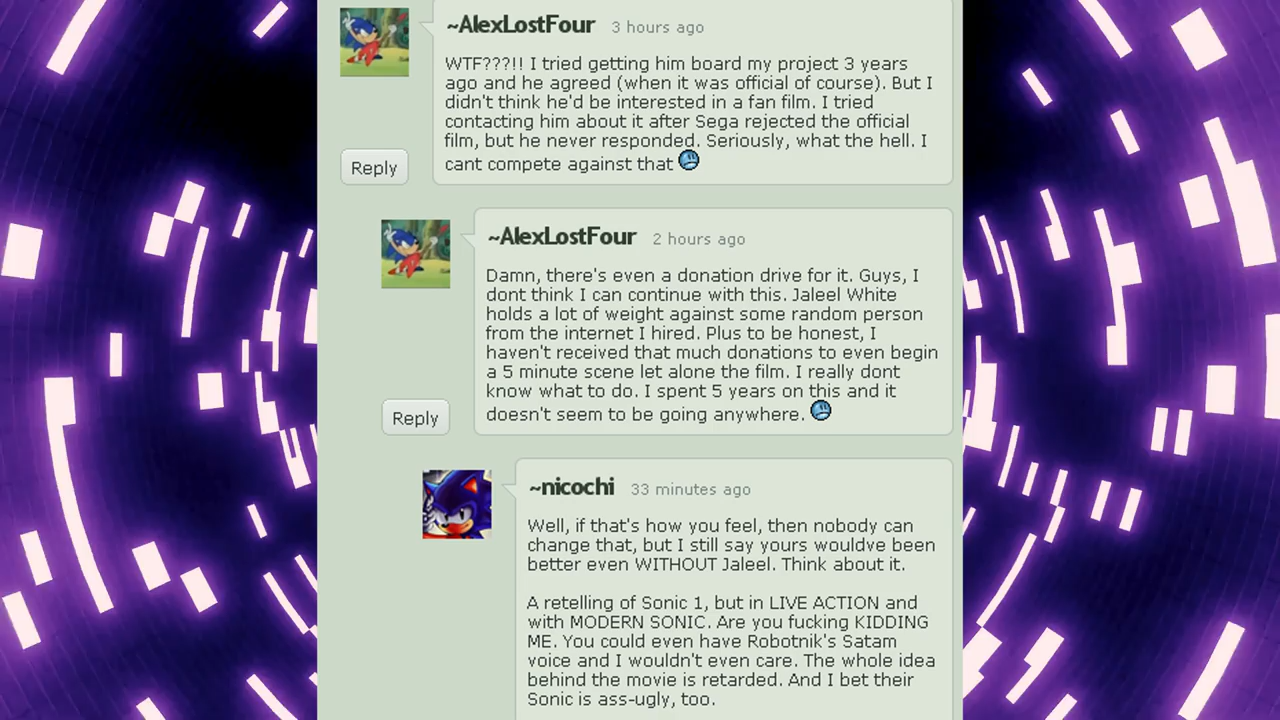 ~AlexLostFour 3 hours ago
WTF???!! I tried getting him board my project 3 years
ago and he agreed (when it was official of course). But I
didn't think he'd be interested in a fan film. I tried
contacting him about it after Sega rejected the official
film, but he never responded. Seriously, what the hell. I
cant compete against that
Reply
~AlexLostFour 2 hours ago
Damn, there's even a donation drive for it. Guys, I
dont think I can continue with this. Jaleel White
holds a lot of weight against some random person
from the internet I hired. Plus to be honest, I
haven't received that much donations to even begin
a 5 minute scene let alone the film. I really dont
know what to do. I spent 5 years on this and it
doesn't seem to be going anywhere.
Reply
~nicochi 33 minutes ago
Well, if that's how you feel, then nobody can
change that, but I still say yours wouldve been
better even WITHOUT Jaleel. Think about it.
A retelling of Sonic 1, but in LIVE ACTION and
with MODERN SONIC. Are you fucking KIDDING
ME. You could even have Robotnik's Satam
voice and I wouldn't even care. The whole idea
behind the movie is retarded. And I bet their
Sonic is ass-ugly, too.